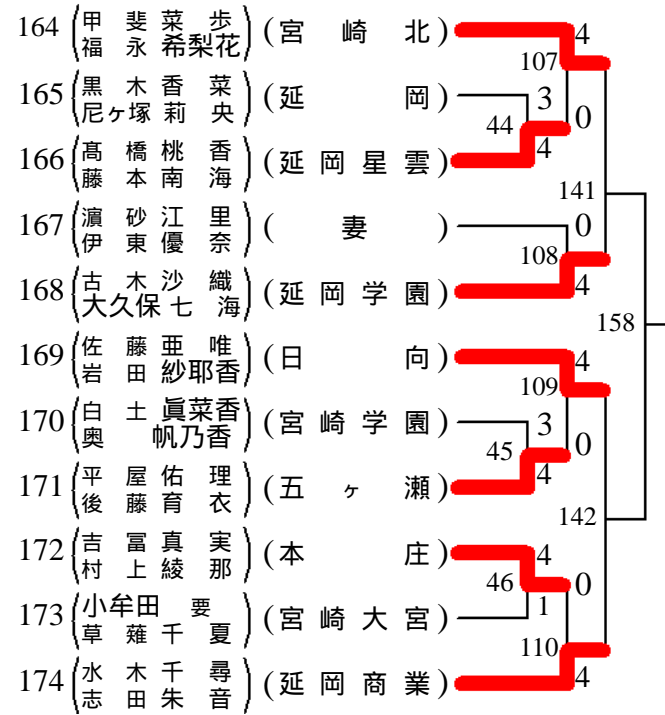 164 甲斐菜歩 福永希梨花 (宮崎北) 4
107
165 黒木香菜 尼ヶ塚莉央 (延岡) 3
44 0
166 髙橋桃香 藤本南海 (延岡星雲) 4
141
167 濵砂江里 伊東優奈 (妻) 0
108
168 古木沙織 大久保七海 (延岡学園) 4
158
169 佐藤亜唯 岩田紗耶香 (日向) 4
109
170 白土眞菜香 奥帆乃香 (宮崎学園) 3
45 0
171 平屋佑理 後藤育衣 (五ヶ瀬) 4
142
172 吉冨真実 村上綾那 (本庄) 4
46 0
173 小牟田要 草薙千夏 (宮崎大宮) 1
110
174 水木千尋 志田朱音 (延岡商業) 4